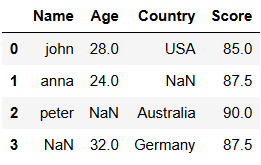 Name Age Country Score
0 john 28.0 USA 85.0
1 anna 24.0 NaN 87.5
2 peter NaN Australia 90.0
3 NaN 32.0 Germany 87.5